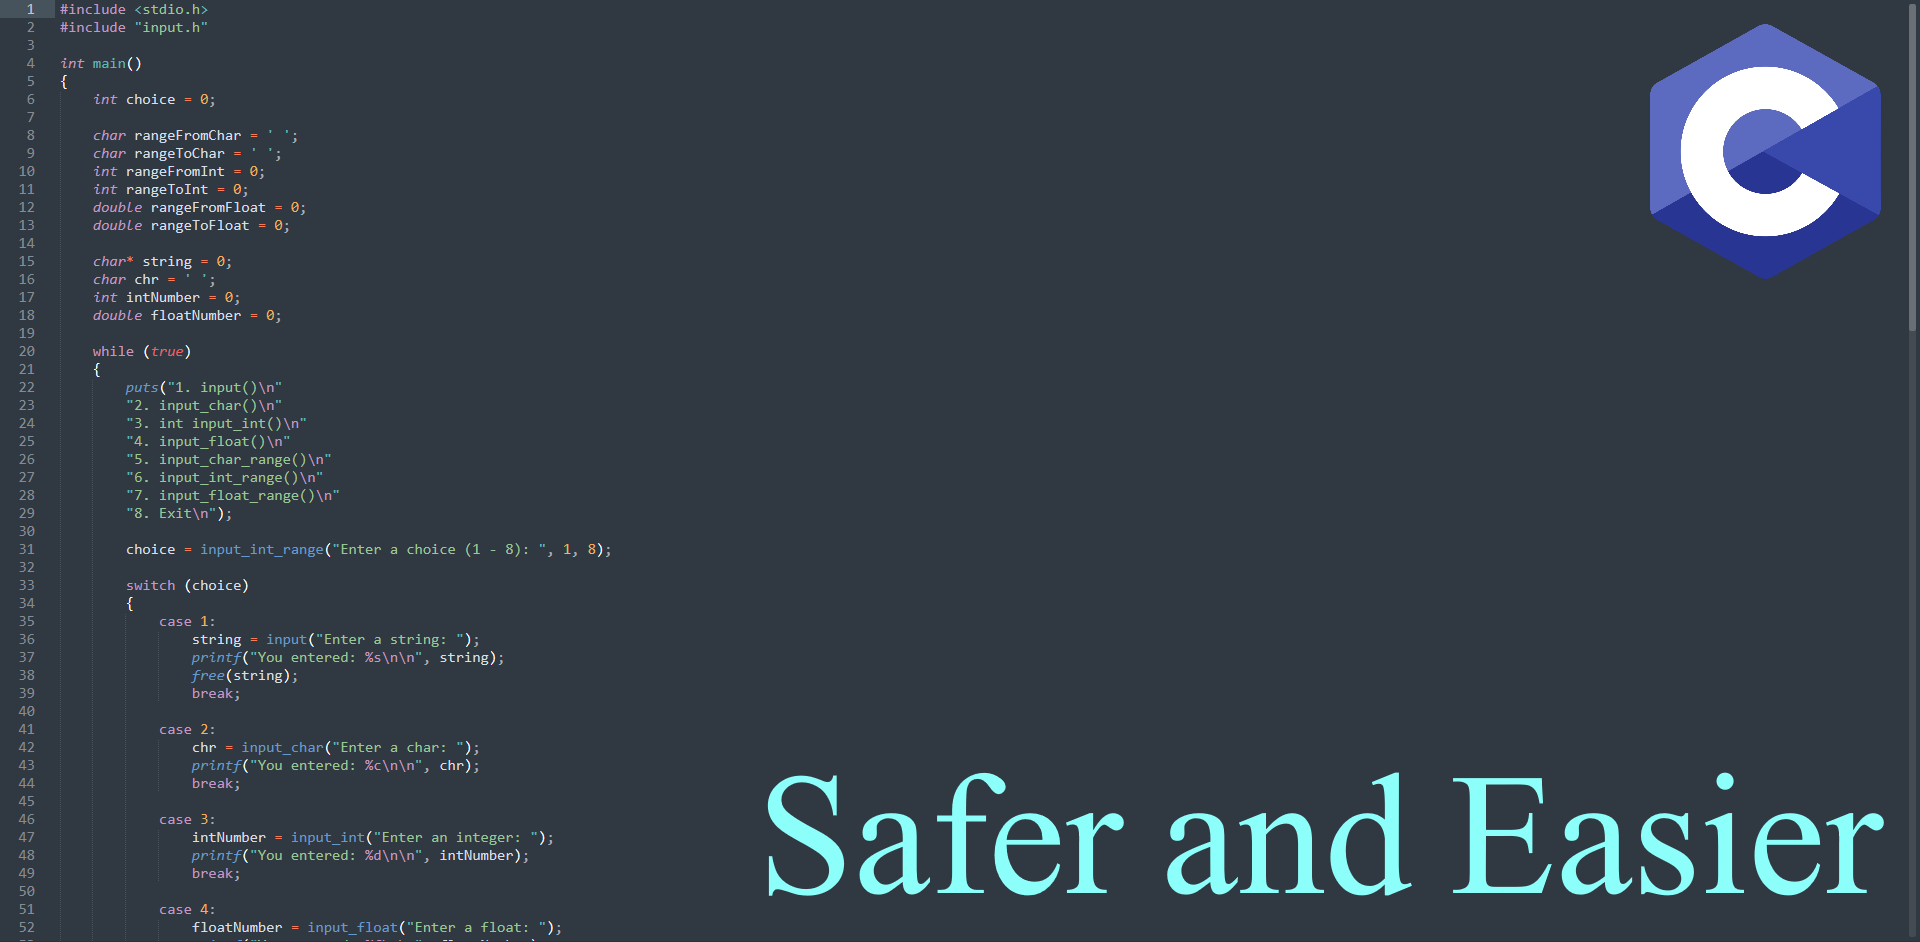 1 #include <stdio.h>
2 #include "input.h"
3
4 int main()
5 {
6 int choice = 0;
7
8 char rangeFromChar = ' ';
9 char rangeToChar = ' ';
10 int rangeFromInt = 0;
11 int rangeToInt = 0;
12 double rangeFromFloat = 0;
13 double rangeToFloat = 0;
14
15 char* string = 0;
16 char chr = ' ';
17 int intNumber = 0;
18 double floatNumber = 0;
19
20 while (true)
21 {
22 puts("1. input()\n"
23 "2. input_char()\n"
24 "3. int input_int()\n"
25 "4. input_float()\n"
26 "5. input_char_range()\n"
27 "6. input_int_range()\n"
28 "7. input_float_range()\n"
29 "8. Exit\n");
30
31 choice = input_int_range("Enter a choice (1 - 8): ", 1, 8);
32
33 switch (choice)
34 {
35 case 1:
36 string = input("Enter a string: ");
37 printf("You entered: %s\n\n", string);
38 free(string);
39 break;
40
41 case 2:
42 chr = input_char("Enter a char: ");
43 printf("You entered: %c\n\n", chr);
44 break;
45
46 case 3:
47 intNumber = input_int("Enter an integer: ");
48 printf("You entered: %d\n\n", intNumber);
49 break;
50
51 case 4:
52 floatNumber = input_float("Enter a float: ");
C
Safer and Easier